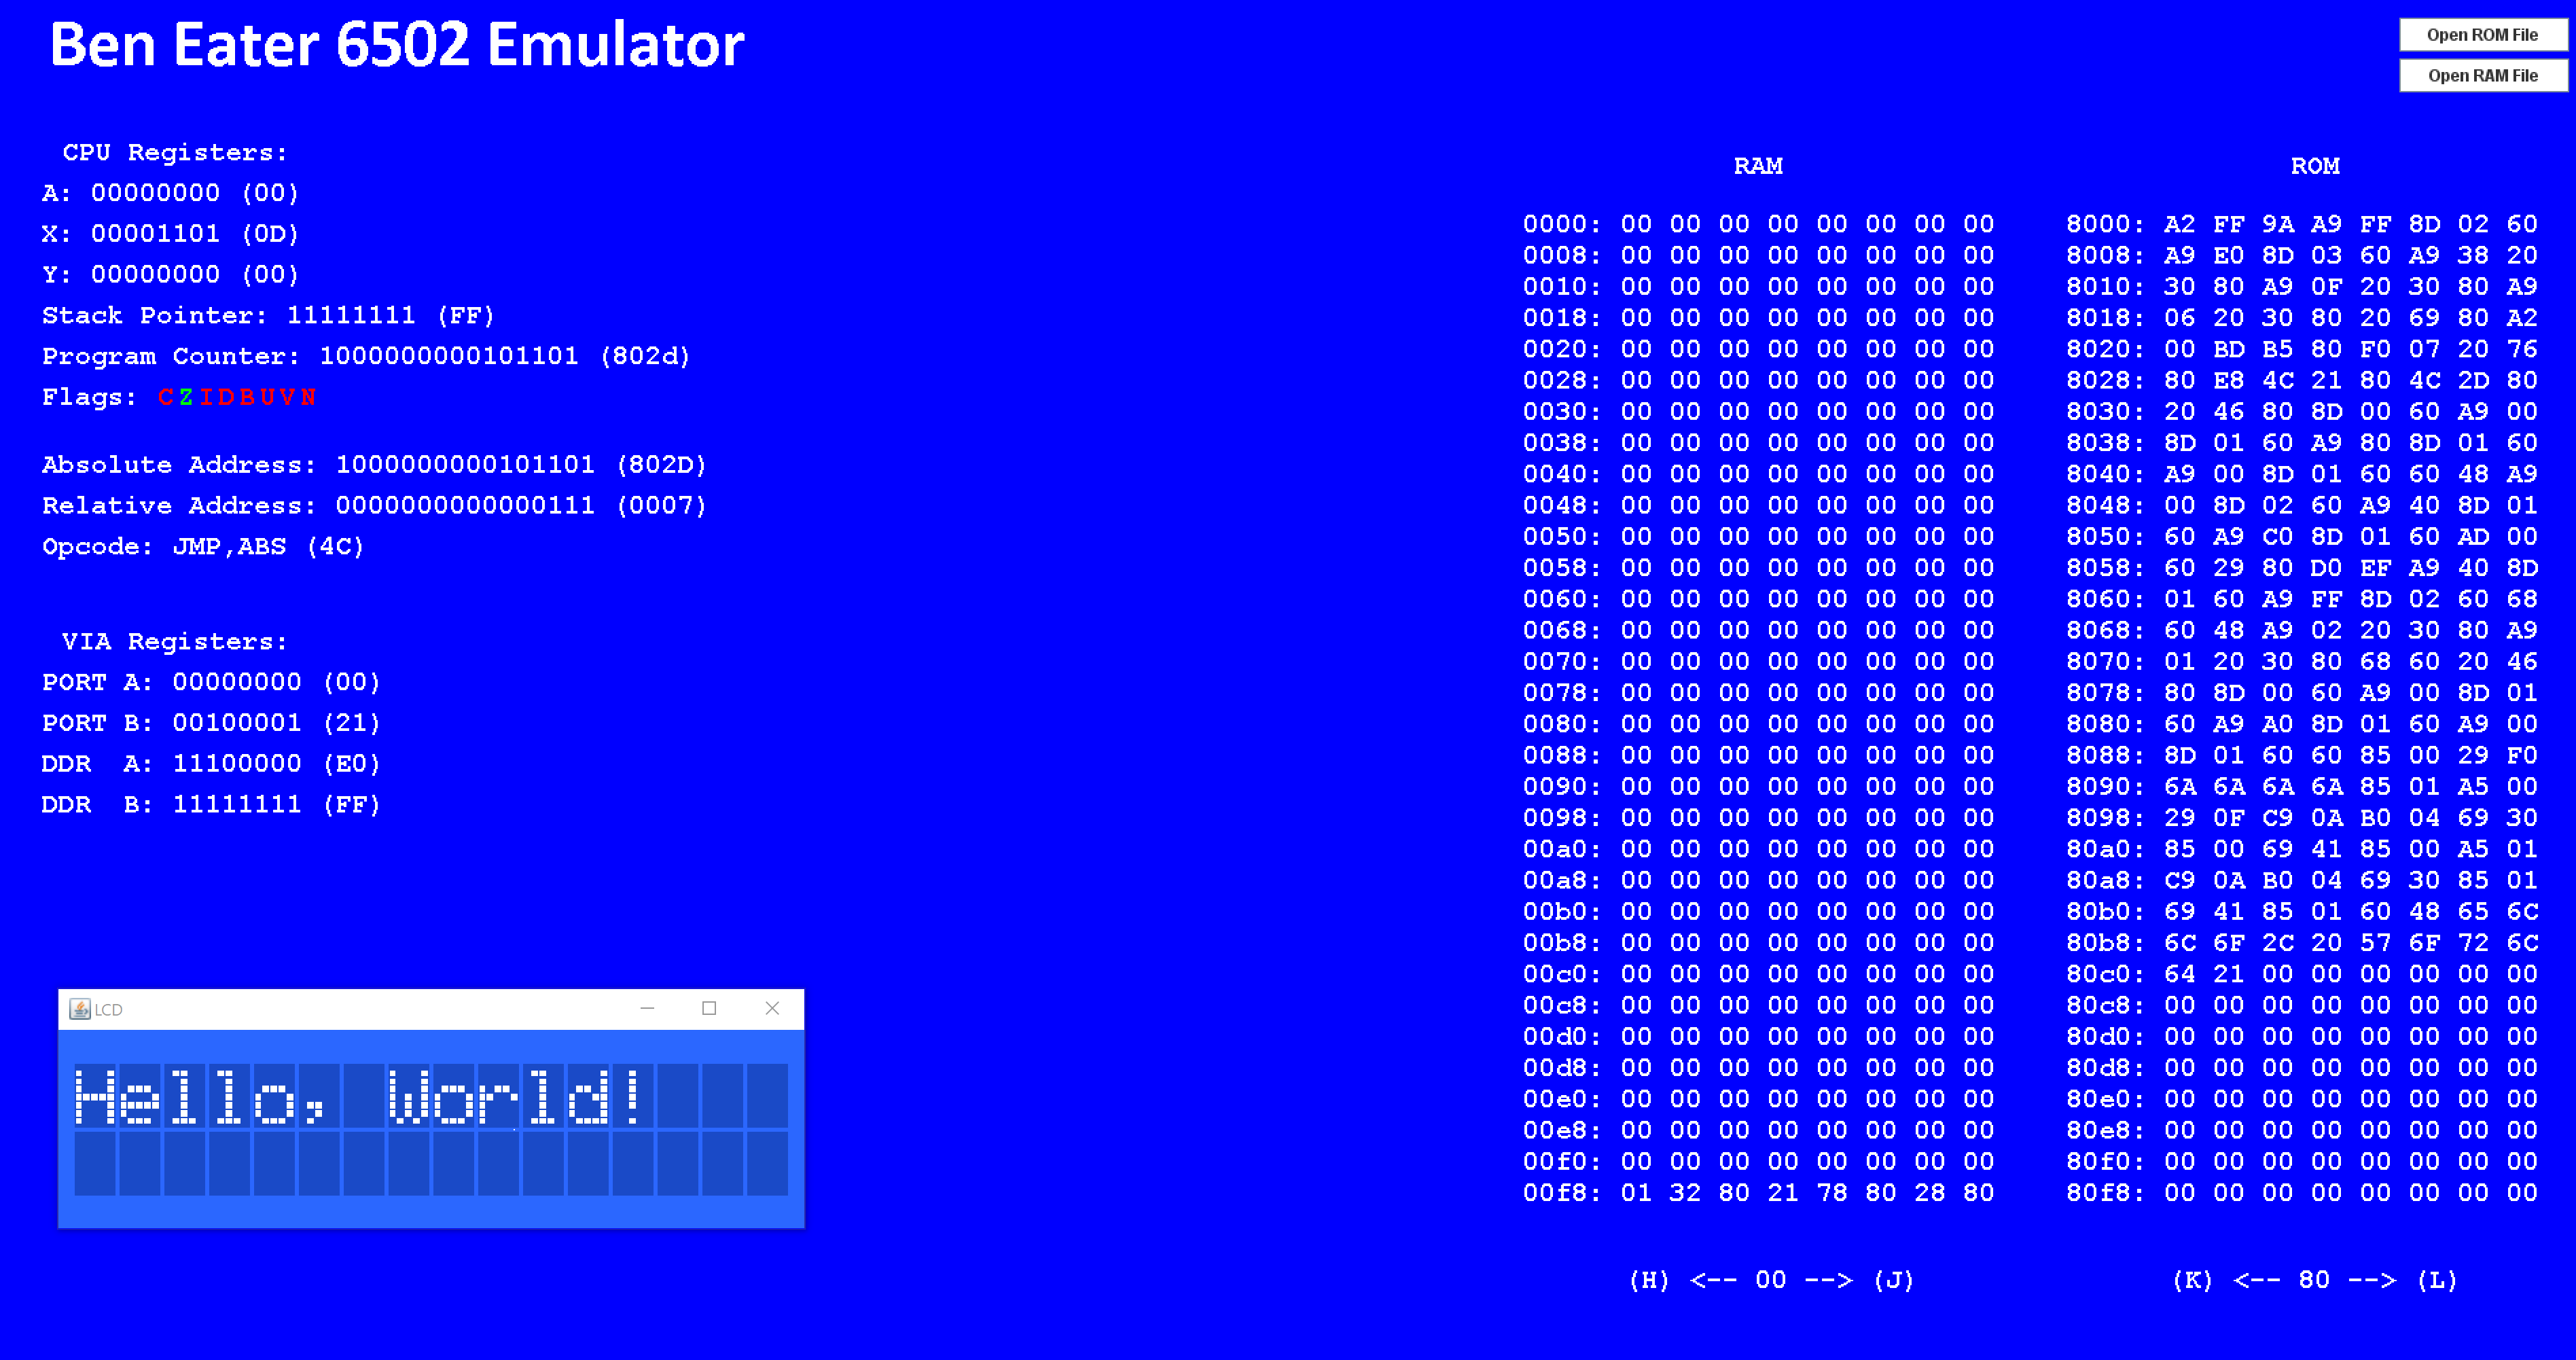 Ben Eater 6502 Emulator
Open ROM File
Open RAM File
CPU Registers:
A: 00000000 (00)
X: 00001101 (0D)
Y: 00000000 (00)
Stack Pointer: 11111111 (FF)
Program Counter: 1000000000101101 (802d)
Flags: CZIDBUVN
Absolute Address: 1000000000101101 (802D)
Relative Address: 0000000000000111 (0007)
Opcode: JMP,ABS (4C)
VIA Registers:
PORT A: 00000000 (00)
PORT B: 00100001 (21)
DDR  A: 11100000 (E0)
DDR  B: 11111111 (FF)
LCD
Hello, World!
RAM
0000: 00 00 00 00 00 00 00 00
0008: 00 00 00 00 00 00 00 00
0010: 00 00 00 00 00 00 00 00
0018: 00 00 00 00 00 00 00 00
0020: 00 00 00 00 00 00 00 00
0028: 00 00 00 00 00 00 00 00
0030: 00 00 00 00 00 00 00 00
0038: 00 00 00 00 00 00 00 00
0040: 00 00 00 00 00 00 00 00
0048: 00 00 00 00 00 00 00 00
0050: 00 00 00 00 00 00 00 00
0058: 00 00 00 00 00 00 00 00
0060: 00 00 00 00 00 00 00 00
0068: 00 00 00 00 00 00 00 00
0070: 00 00 00 00 00 00 00 00
0078: 00 00 00 00 00 00 00 00
0080: 00 00 00 00 00 00 00 00
0088: 00 00 00 00 00 00 00 00
0090: 00 00 00 00 00 00 00 00
0098: 00 00 00 00 00 00 00 00
00a0: 00 00 00 00 00 00 00 00
00a8: 00 00 00 00 00 00 00 00
00b0: 00 00 00 00 00 00 00 00
00b8: 00 00 00 00 00 00 00 00
00c0: 00 00 00 00 00 00 00 00
00c8: 00 00 00 00 00 00 00 00
00d0: 00 00 00 00 00 00 00 00
00d8: 00 00 00 00 00 00 00 00
00e0: 00 00 00 00 00 00 00 00
00e8: 00 00 00 00 00 00 00 00
00f0: 00 00 00 00 00 00 00 00
00f8: 01 32 80 21 78 80 28 80
(H) <-- 00 --> (J)
ROM
8000: A2 FF 9A A9 FF 8D 02 60
8008: A9 E0 8D 03 60 A9 38 20
8010: 30 80 A9 0F 20 30 80 A9
8018: 06 20 30 80 20 69 80 A2
8020: 00 BD B5 80 F0 07 20 76
8028: 80 E8 4C 21 80 4C 2D 80
8030: 20 46 80 8D 00 60 A9 00
8038: 8D 01 60 A9 80 8D 01 60
8040: A9 00 8D 01 60 60 48 A9
8048: 00 8D 02 60 A9 40 8D 01
8050: 60 A9 C0 8D 01 60 AD 00
8058: 60 29 80 D0 EF A9 40 8D
8060: 01 60 A9 FF 8D 02 60 68
8068: 60 48 A9 02 20 30 80 A9
8070: 01 20 30 80 68 60 20 46
8078: 80 8D 00 60 A9 00 8D 01
8080: 60 A9 A0 8D 01 60 A9 00
8088: 8D 01 60 60 85 00 29 F0
8090: 6A 6A 6A 6A 85 01 A5 00
8098: 29 0F C9 0A B0 04 69 30
80a0: 85 00 69 41 85 00 A5 01
80a8: C9 0A B0 04 69 30 85 01
80b0: 69 41 85 01 60 48 65 6C
80b8: 6C 6F 2C 20 57 6F 72 6C
80c0: 64 21 00 00 00 00 00 00
80c8: 00 00 00 00 00 00 00 00
80d0: 00 00 00 00 00 00 00 00
80d8: 00 00 00 00 00 00 00 00
80e0: 00 00 00 00 00 00 00 00
80e8: 00 00 00 00 00 00 00 00
80f0: 00 00 00 00 00 00 00 00
80f8: 00 00 00 00 00 00 00 00
(K) <-- 80 --> (L)